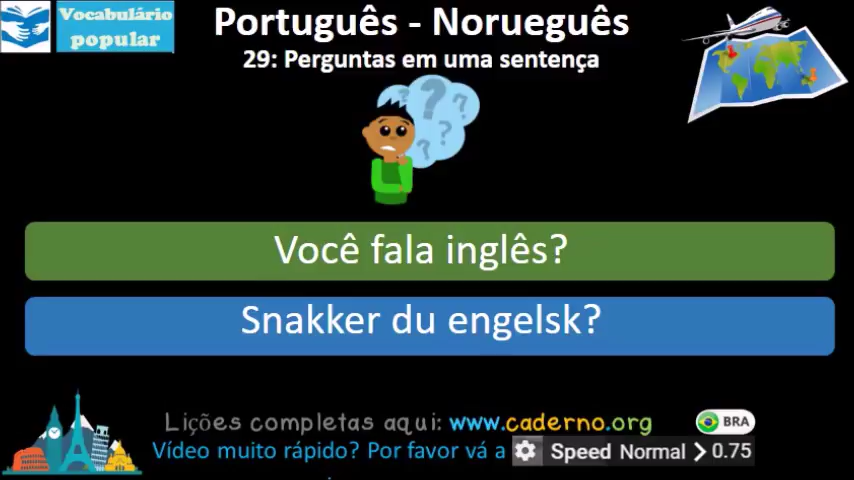 Vocabulário
popular
Português - Norueguês
29: Perguntas em uma sentença
Você fala inglês?
Snakker du engelsk?
Lições completas aqui: www.caderno.org
BRA
Vídeo muito rápido? Por favor vá a Speed Normal > 0.75